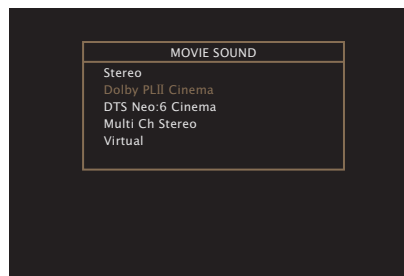 MOVIE SOUND
Stereo
Dolby PLII Cinema
DTS Neo:6 Cinema
Multi Ch Stereo
Virtual